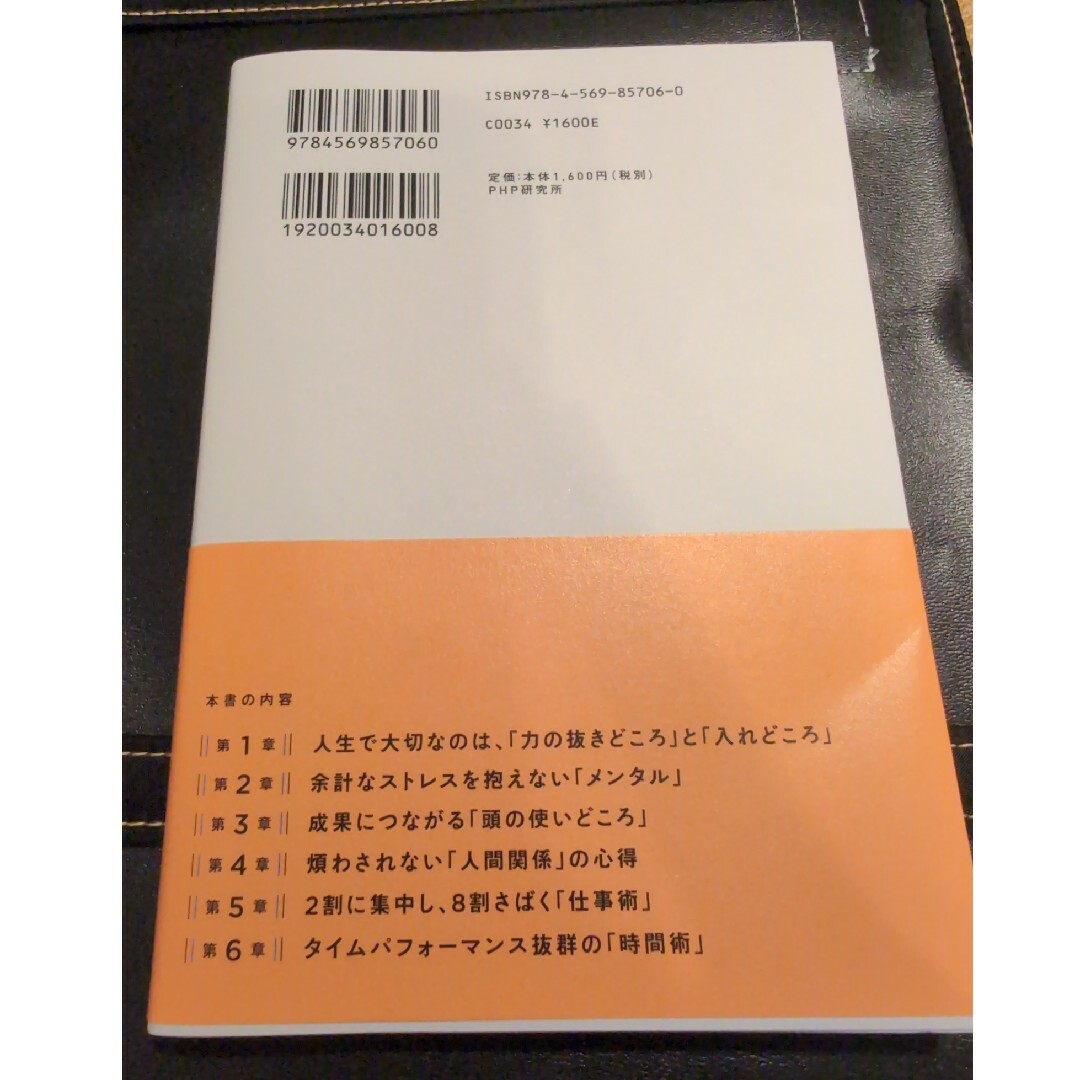 ISBN978-4-569-85706-0
9784569857060
C0034 ¥1600E
定価:本体1,600円(税別)
PHP研究所
1920034016008
本書の内容
第1章 人生で大切なのは、「力の抜きどころ」と「入れどころ」
第2章 余計なストレスを抱えない「メンタル」
第3章 成果につながる「頭の使いどころ」
第4章 煩わされない「人間関係」の心得
第5章 2割に集中し、8割さばく「仕事術」
第6章 タイムパフォーマンス抜群の「時間術」